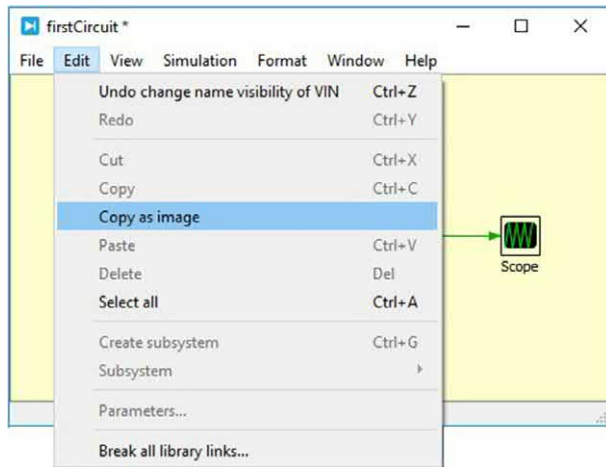 firstCircuit *
File Edit View Simulation Format Window Help
Undo change name visibility of VIN Ctrl+Z
Redo Ctrl+Y
Cut Ctrl+X
Copy Ctrl+C
Copy as image
Paste Ctrl+V
Delete Del
Select all Ctrl+A
Create subsystem Ctrl+G
Subsystem
Parameters...
Break all library links...
Scope